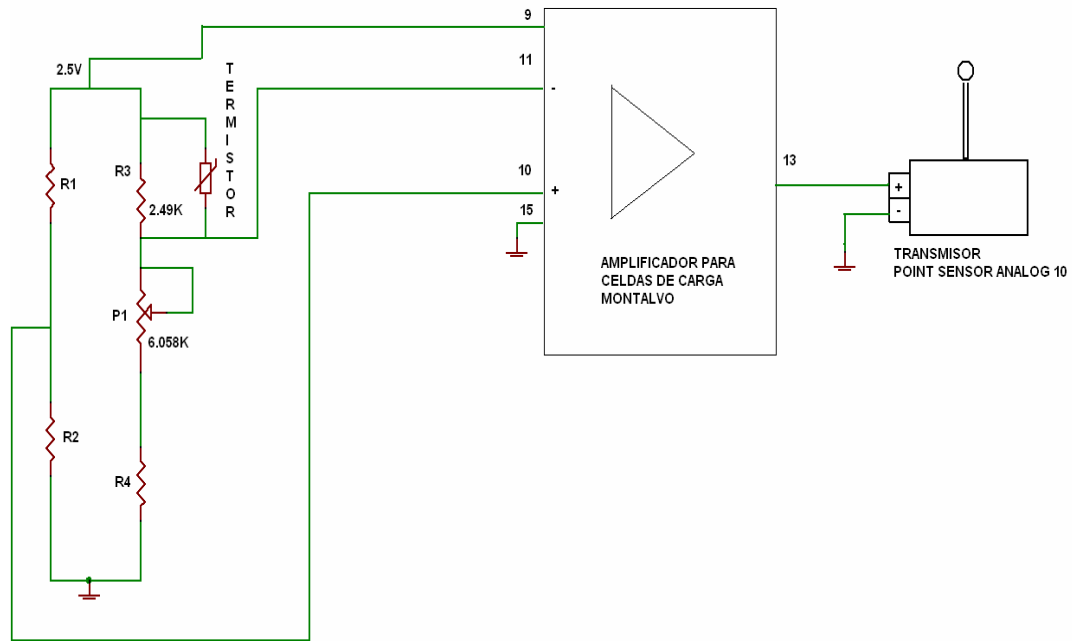 9
2.5V
11
TERMISTOR
-
R1
R3
2.49K
10
+
15
13
+
-
AMPLIFICADOR PARA
CELDAS DE CARGA
MONTALVO
TRANSMISOR
POINT SENSOR ANALOG 10
P1
6.058K
R2
R4